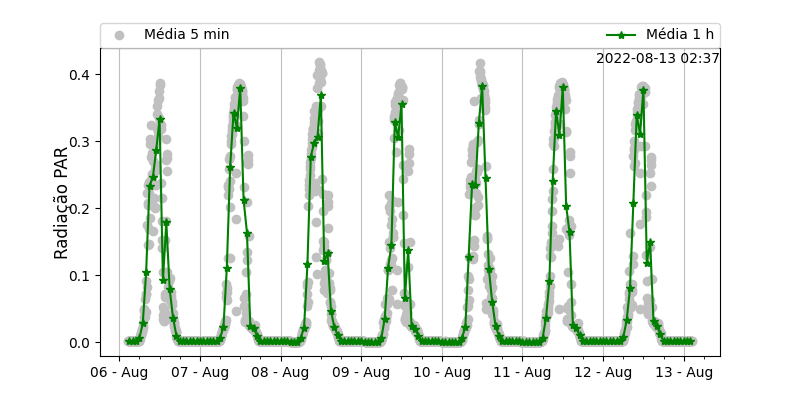 Média 5 min
Média 1 h
2022-08-13 02:37
Radiação PAR
0.4
0.3
0.2
0.1
0.0
06 - Aug
07 - Aug
08 - Aug
09 - Aug
10 - Aug
11 - Aug
12 - Aug
13 - Aug